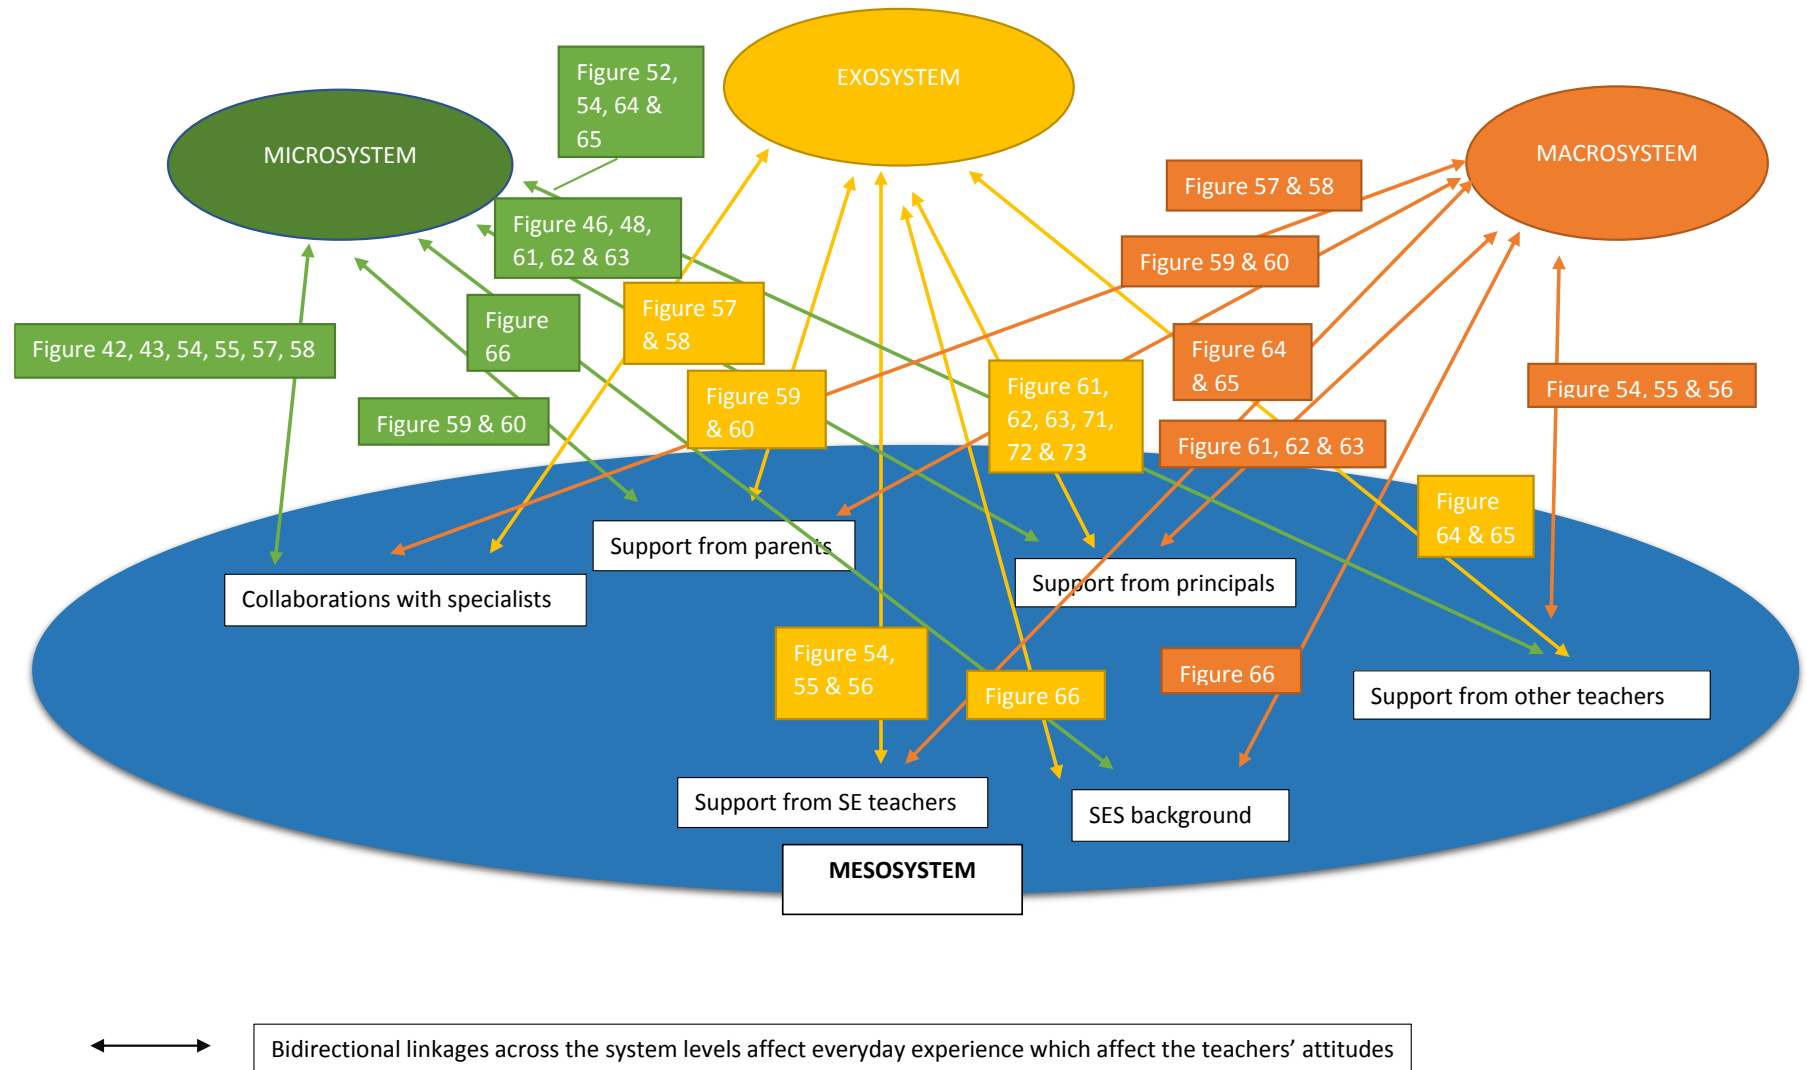 EXOSYSTEM
Figure 52,
54, 64 &
65
MICROSYSTEM
MACROSYSTEM
Figure 57 & 58
Figure 46, 48,
61, 62 & 63
Figure 59 & 60
Figure
66
Figure 57
& 58
Figure 42, 43, 54, 55, 57, 58
Figure 64
& 65
Figure 54, 55 & 56
Figure 59
& 60
Figure 61,
62, 63, 71,
72 & 73
Figure 59 & 60
Figure 61, 62 & 63
Figure
64 & 65
Support from parents
Collaborations with specialists
Support from principals
Figure 54,
55 & 56
Figure 66
Figure 66
Support from other teachers
Support from SE teachers
SES background
MESOSYSTEM
Bidirectional linkages across the system levels affect everyday experience which affect the teachers’ attitudes